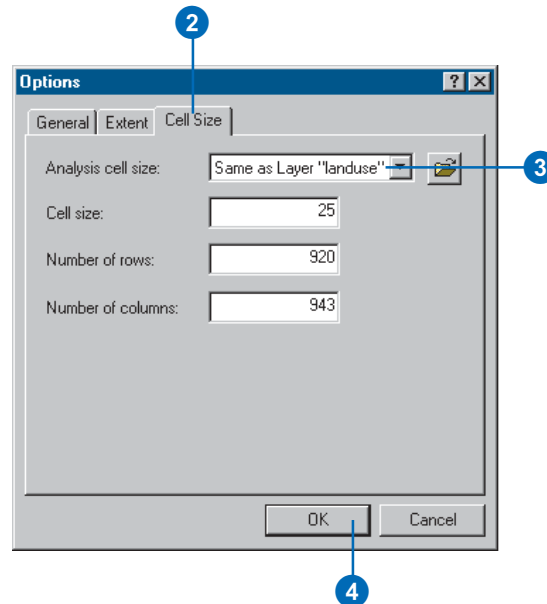 2
Options
General Extent Cell Size
Analysis cell size: Same as Layer "landuse"
3
Cell size: 25
Number of rows: 920
Number of columns: 943
OK Cancel
4